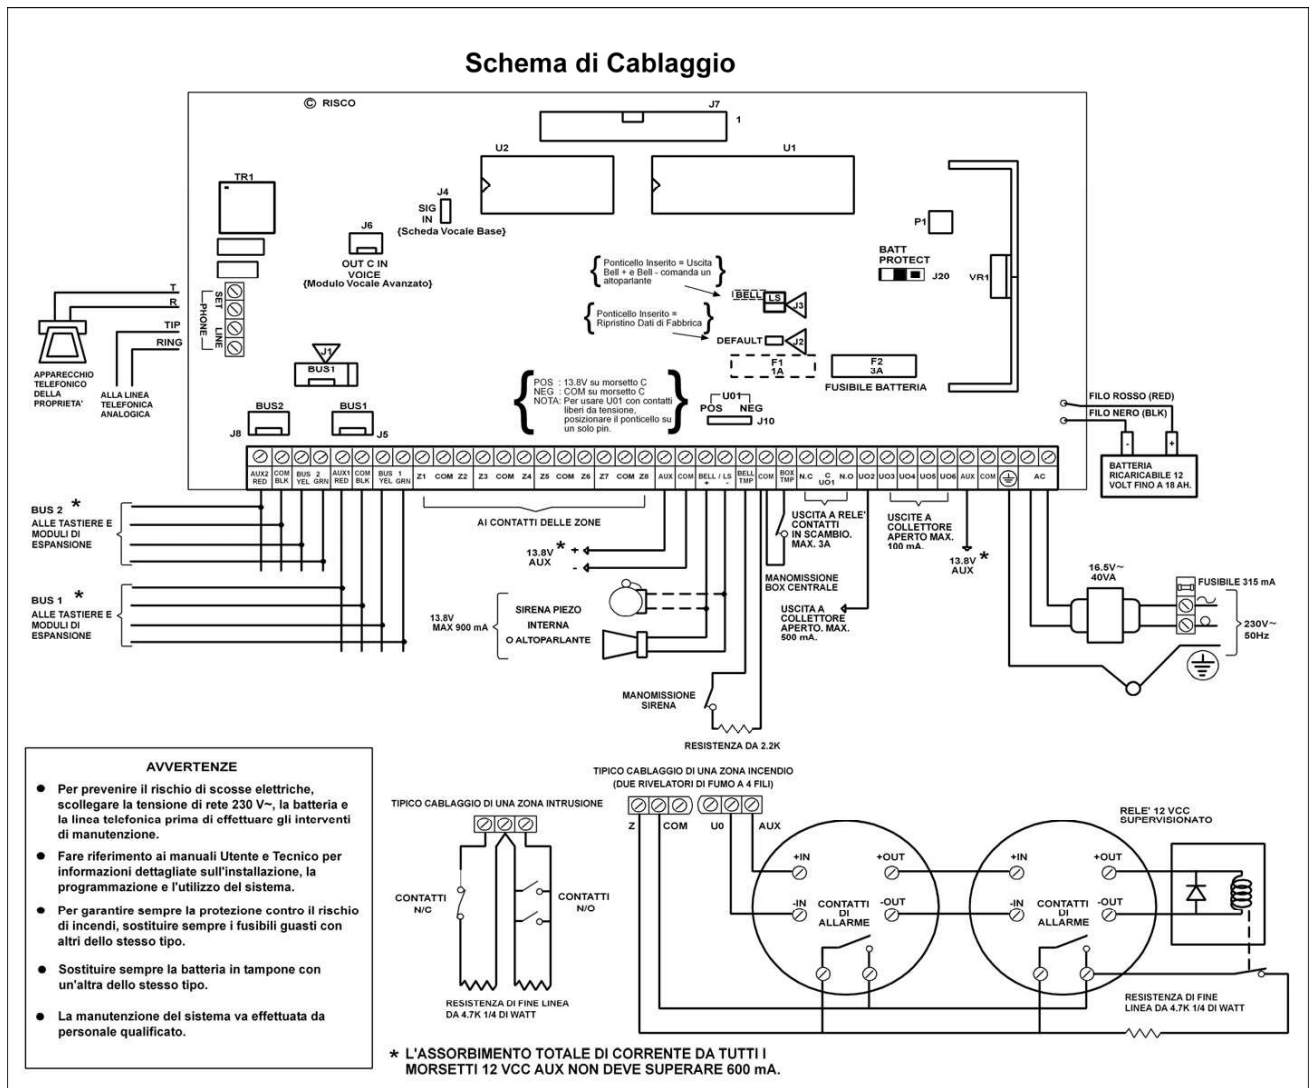 Schema di Cablaggio
© RISCO
J7
1
U2
U1
TR1
J4
SIG
IN
{Scheda Vocale Base}
J6
OUT C IN
VOICE
{Modulo Vocale Avanzato}
P1
BATT
PROTECT
J20
VR1
Ponticello Inserito = Uscita
Bell + e Bell - comanda un
altoparlante
BELL
LS
J3
Ponticello Inserito =
Ripristino Dati di Fabbrica
DEFAULT
J2
F1
1A
F2
3A
FUSIBILE BATTERIA
T
R
TIP
RING
SET
PHONE
LINE
APPARECCHIO
TELEFONICO
DELLA
PROPRIETA'
ALLA LINEA
TELEFONICA
ANALOGICA
J1
BUS1
BUS2
J8
BUS1
J5
POS : 13.8V su morsetto C
NEG : COM su morsetto C
NOTA: Per usare U01 con contatti
liberi da tensione,
posizionare il ponticello su
un solo pin.
U01
POS NEG
J10
FILO ROSSO (RED)
FILO NERO (BLK)
- +
BATTERIA
RICARICABILE 12
VOLT FINO A 18 AH.
AUX2 COM BUS 2 AUX1 COM BUS 1 Z1 COM Z2 Z3 COM Z4 Z5 COM Z6 Z7 COM Z8 AUX COM BELL / LS BELL COM BOX N.C C N.O UO2 UO3 UO4 UO5 UO6 AUX COM AC
RED BLK YEL GRN RED BLK YEL GRN + - TMP TMP UO1
BUS 2 *
ALLE TASTIERE E
MODULI DI
ESPANSIONE
BUS 1 *
ALLE TASTIERE E
MODULI DI
ESPANSIONE
AI CONTATTI DELLE ZONE
13.8V * +
AUX -
13.8V
MAX 900 mA
SIRENA PIEZO
INTERNA
O ALTOPARLANTE
MANOMISSIONE
SIRENA
RESISTENZA DA 2.2K
MANOMISSIONE
BOX CENTRALE
USCITA A RELE'
CONTATTI
IN SCAMBIO.
MAX. 3A
USCITA A
COLLETTORE
APERTO. MAX.
500 mA.
USCITE A
COLLETTORE
APERTO MAX.
100 mA.
13.8V *
AUX
16.5V~
40VA
FUSIBILE 315 mA
230V~
50Hz
AVVERTENZE
● Per prevenire il rischio di scosse elettriche,
scollegare la tensione di rete 230 V~, la batteria e
la linea telefonica prima di effettuare gli interventi
di manutenzione.
● Fare riferimento ai manuali Utente e Tecnico per
informazioni dettagliate sull'installazione, la
programmazione e l'utilizzo del sistema.
● Per garantire sempre la protezione contro il rischio
di incendi, sostituire sempre i fusibili guasti con
altri dello stesso tipo.
● Sostituire sempre la batteria in tampone con
un'altra dello stesso tipo.
● La manutenzione del sistema va effettuata da
personale qualificato.
TIPICO CABLAGGIO DI UNA ZONA INTRUSIONE
CONTATTI
N/C
CONTATTI
N/O
RESISTENZA DI FINE LINEA
DA 4.7K 1/4 DI WATT
TIPICO CABLAGGIO DI UNA ZONA INCENDIO
(DUE RIVELATORI DI FUMO A 4 FILI)
Z COM U0 AUX
+IN +OUT
-IN -OUT
CONTATTI
DI
ALLARME
+IN +OUT
-IN -OUT
CONTATTI
DI
ALLARME
RELE' 12 VCC
SUPERVISIONATO
RESISTENZA DI FINE
LINEA DA 4.7K 1/4 DI WATT
* L'ASSORBIMENTO TOTALE DI CORRENTE DA TUTTI I
MORSETTI 12 VCC AUX NON DEVE SUPERARE 600 mA.